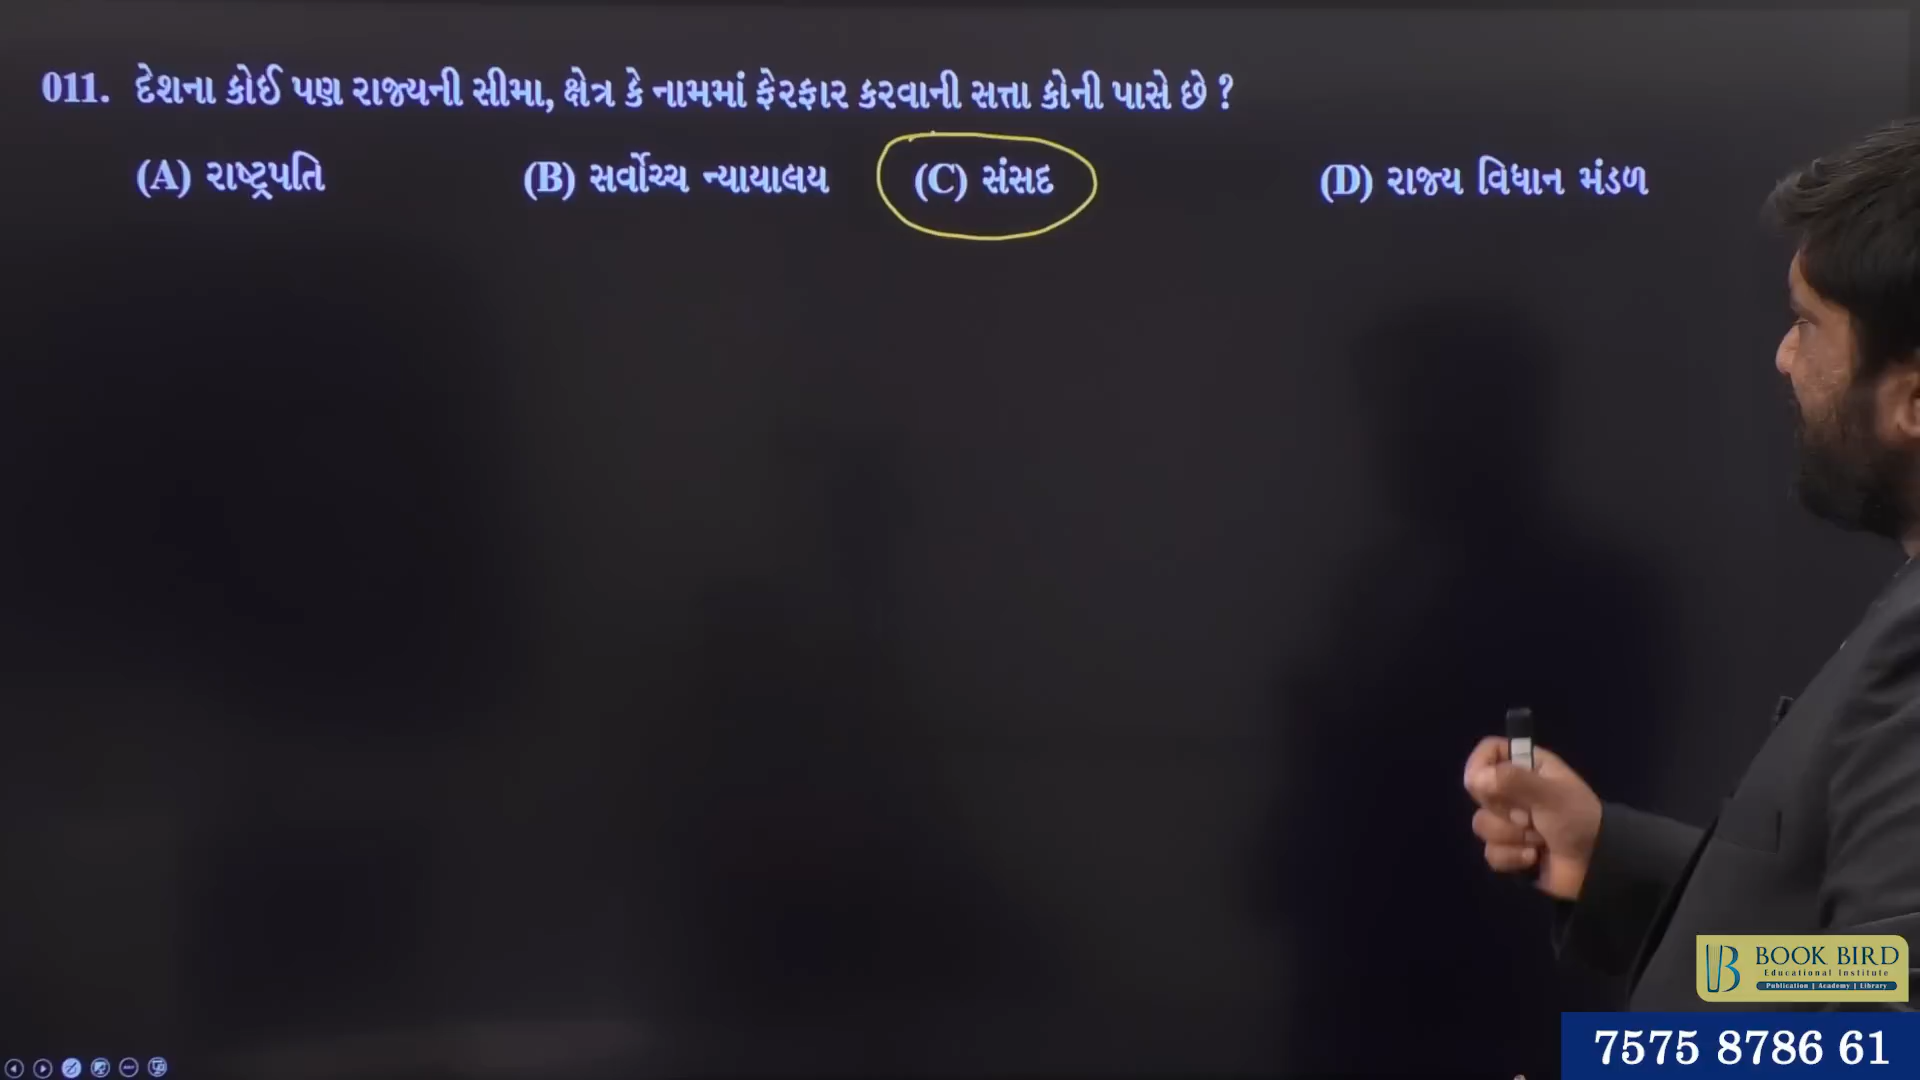 011. દેશના કોઈ પણ રાજ્યની સીમા, ક્ષેત્ર કે નામમાં ફેરફાર કરવાની સત્તા કોની પાસે છે ?
(A) રાષ્ટ્રપતિ (B) સર્વોચ્ચ ન્યાયાલય (C) સંસદ (D) રાજ્ય વિધાન મંડળ
BOOK BIRD
Educational Institute
Publication | Academy | Library
7575 8786 61